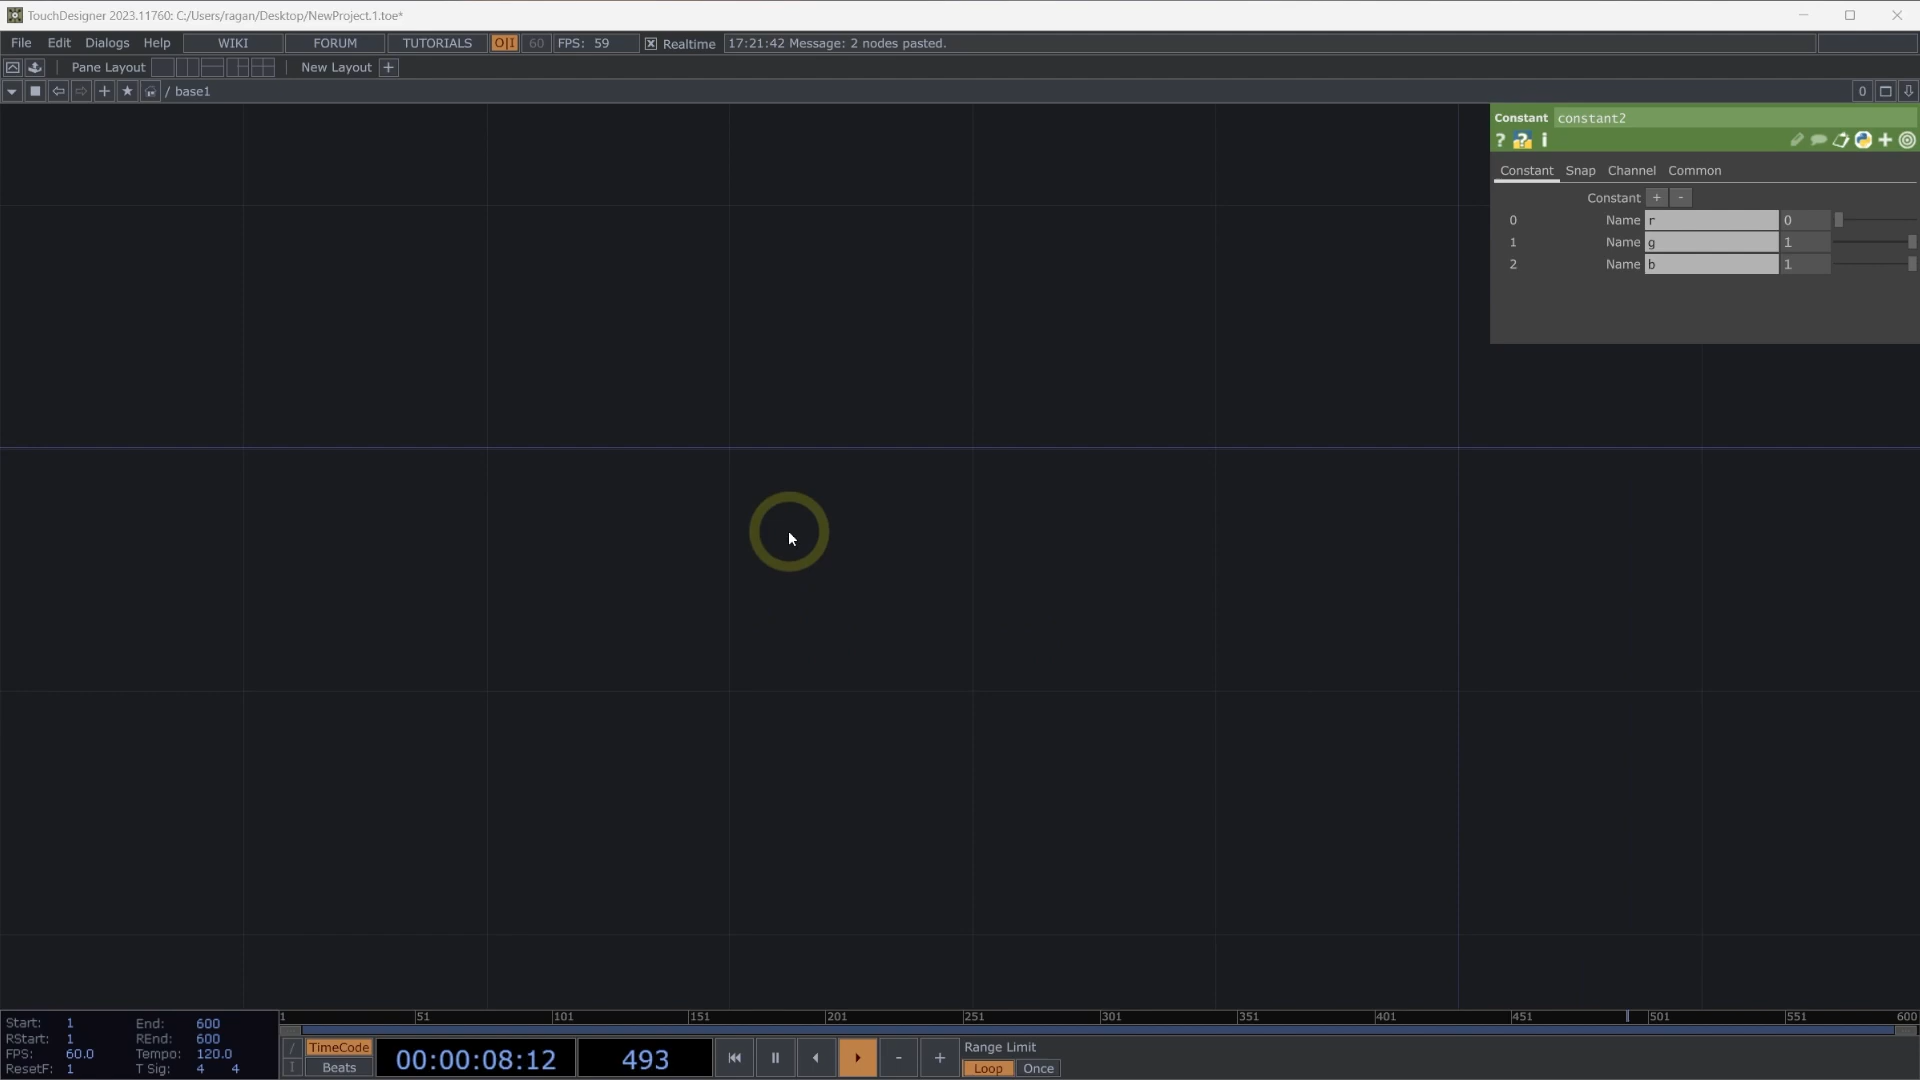 TouchDesigner 2023.11760: C:/Users/ragan/Desktop/NewProject.1.toe*
File Edit Dialogs Help WIKI FORUM TUTORIALS O|I 60 FPS: 59 Realtime 17:21:42 Message: 2 nodes pasted.
Pane Layout New Layout +
/ base1 0
Constant constant2
? ? i
Constant Snap Channel Common
Constant + -
0 Name r 0
1 Name g 1
2 Name b 1
1 51 101 151 201 251 301 351 401 451 501 551 600
Start: 1 End: 600
RStart: 1 REnd: 600
FPS: 60.0 Tempo: 120.0
ResetF: 1 T Sig: 4 4
/ TimeCode
I Beats
00:00:08:12 493 - +
Range Limit
Loop Once